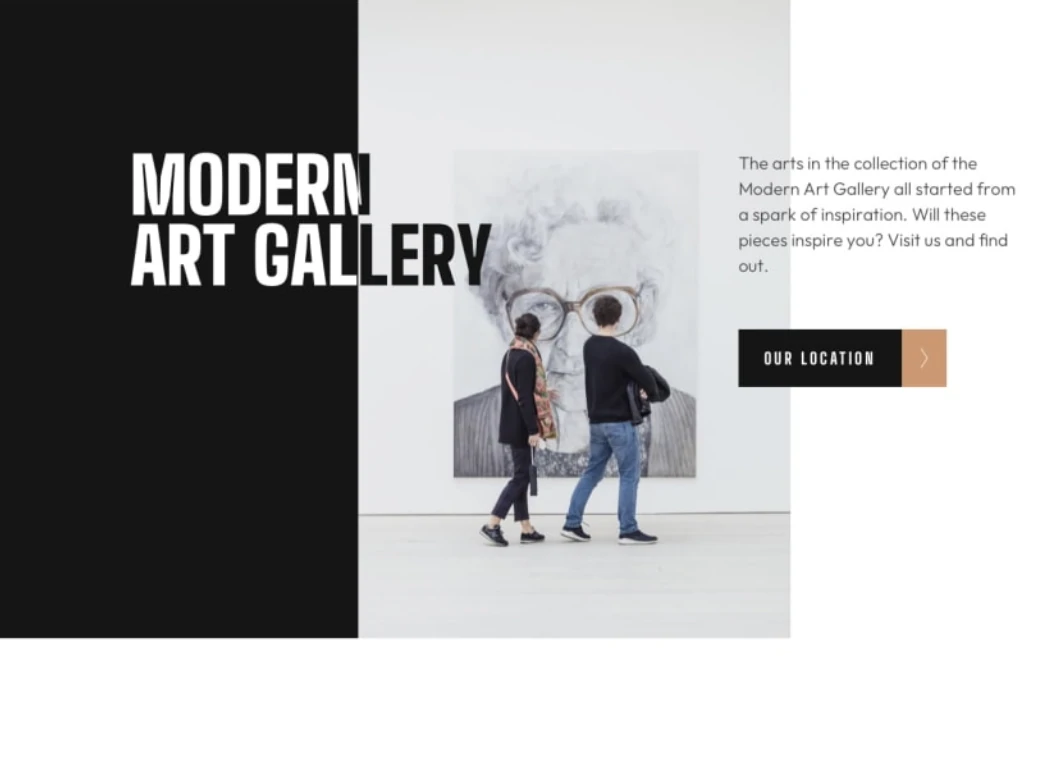 MODERN
ART GALLERY
The arts in the collection of the
Modern Art Gallery all started from
a spark of inspiration. Will these
pieces inspire you? Visit us and find
out.
OUR LOCATION